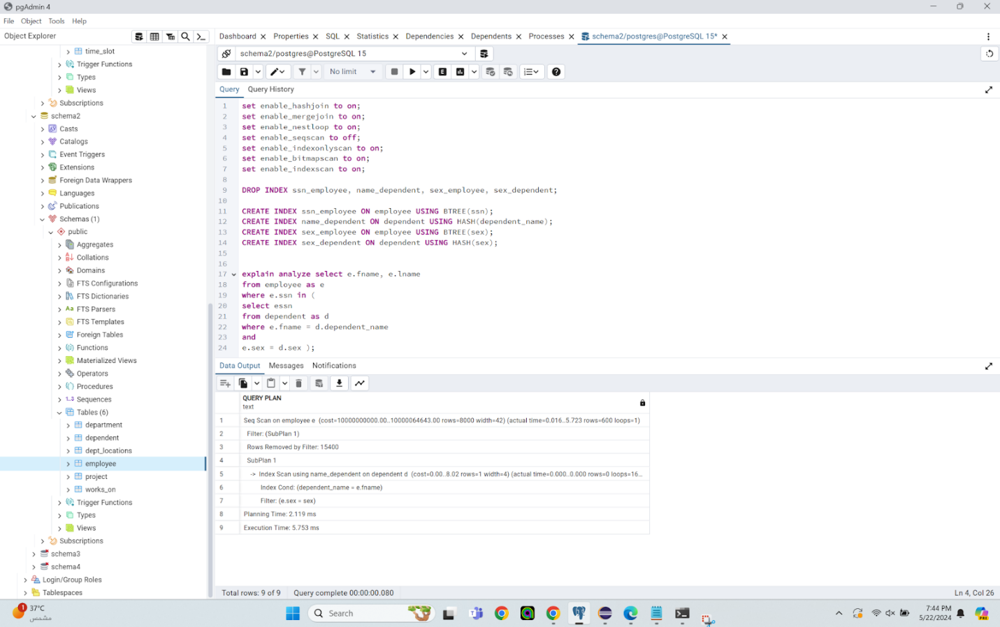 pgAdmin 4
File Object Tools Help
Object Explorer
Dashboard Properties SQL Statistics Dependencies Dependents Processes schema2/postgres@PostgreSQL 15*
time_slot
Trigger Functions
Types
Views
Subscriptions
schema2
Casts
Catalogs
Event Triggers
Extensions
Foreign Data Wrappers
Languages
Publications
Schemas (1)
public
Aggregates
Collations
Domains
FTS Configurations
FTS Dictionaries
Aa FTS Parsers
FTS Templates
Foreign Tables
Functions
Materialized Views
Operators
Procedures
1..3 Sequences
Tables (6)
department
dependent
dept_locations
employee
project
works_on
Trigger Functions
Types
Views
Subscriptions
schema3
schema4
Login/Group Roles
Tablespaces
schema2/postgres@PostgreSQL 15
No limit
E
Query Query History
1 set enable_hashjoin to on;
2 set enable_mergejoin to on;
3 set enable_nestloop to on;
4 set enable_seqscan to off;
5 set enable_indexonlyscan to on;
6 set enable_bitmapscan to on;
7 set enable_indexscan to on;
8
9 DROP INDEX ssn_employee, name_dependent, sex_employee, sex_dependent;
10
11 CREATE INDEX ssn_employee ON employee USING BTREE(ssn);
12 CREATE INDEX name_dependent ON dependent USING HASH(dependent_name);
13 CREATE INDEX sex_employee ON employee USING BTREE(sex);
14 CREATE INDEX sex_dependent ON dependent USING HASH(sex);
15
16
17 explain analyze select e.fname, e.lname
18 from employee as e
19 where e.ssn in (
20 select essn
21 from dependent as d
22 where e.fname = d.dependent_name
23 and
24 e.sex = d.sex );
Data Output Messages Notifications
QUERY PLAN
text
1 Seq Scan on employee e (cost=10000000000.00..10000064643.00 rows=8000 width=42) (actual time=0.016..5.723 rows=600 loops=1)
2 Filter: (SubPlan 1)
3 Rows Removed by Filter: 15400
4 SubPlan 1
5 -> Index Scan using name_dependent on dependent d (cost=0.00..8.02 rows=1 width=4) (actual time=0.000..0.000 rows=0 loops=16...
6 Index Cond: (dependent_name = e.fname)
7 Filter: (e.sex = sex)
8 Planning Time: 2.119 ms
9 Execution Time: 5.753 ms
Total rows: 9 of 9 Query complete 00:00:00.080 Ln 4, Col 26
1
37°C
مشمس
Search
7:44 PM
5/22/2024
PRE